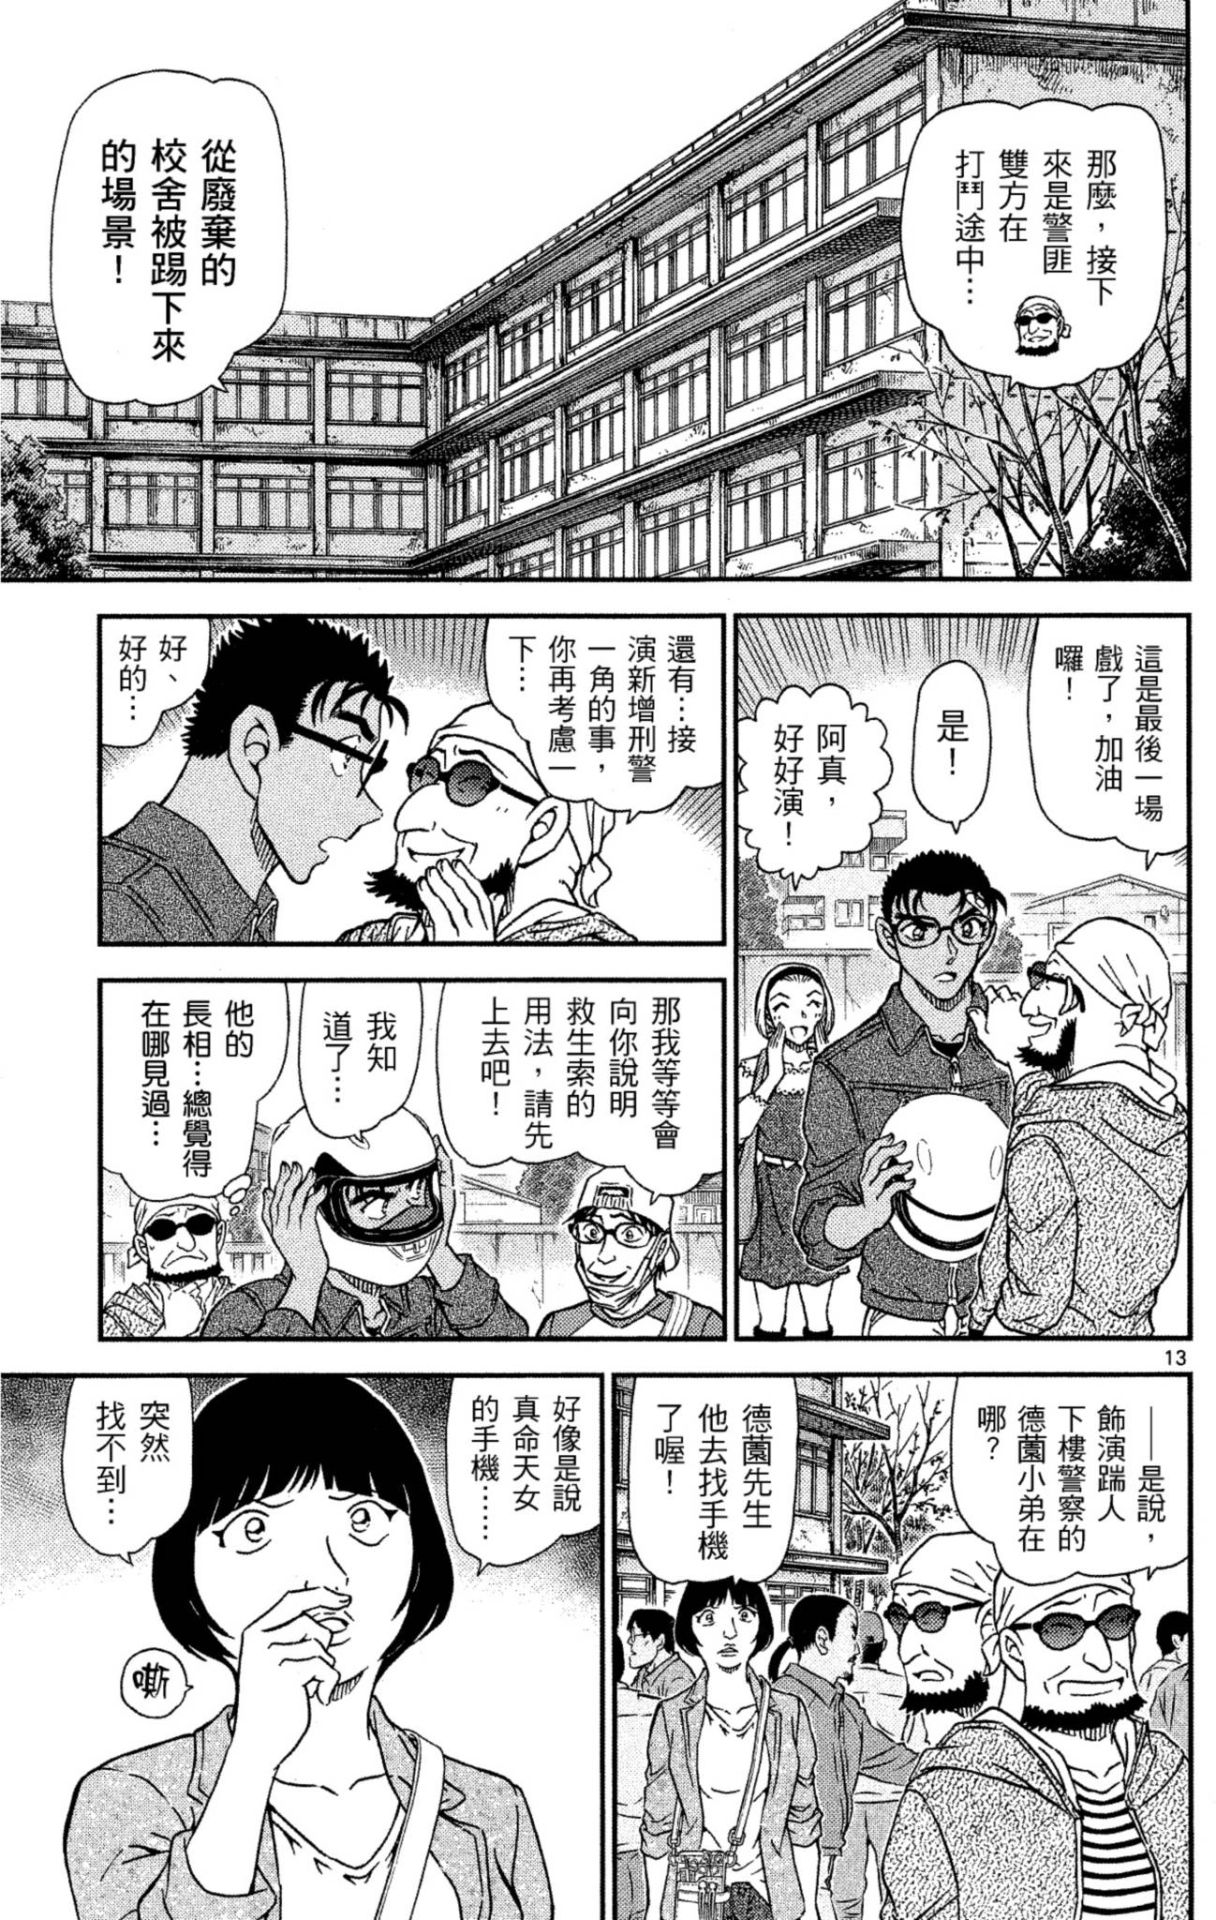 那麼，接下
來是警匪
雙方在
打鬥途中…
從廢棄的
校舍被踢下來
的場景！
這是最後一場
戲了，加油
囉！
是！
阿真，
好好演！
還有…接
演新增刑警
一角的事，
你再考慮一
下…
好、
好的…
那我等等會
向你說明
救生索的
用法，請先
上去吧！
我知
道了…
他的
長相…總覺得
在哪見過…
13
──是說，
飾演踹人
下樓警察的
德薗小弟在
哪？
德薗先生
他去找手機
了喔！
好像是說
真命天女
的手機……
突然
找不到…
嘶